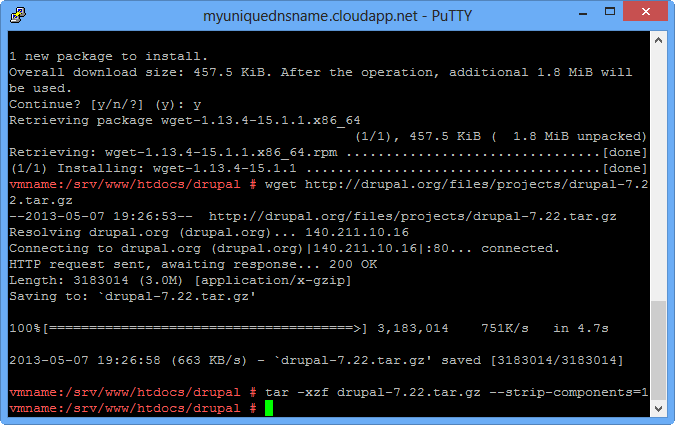 myuniquednsname.cloudapp.net - PuTTY
1 new package to install.
Overall download size: 457.5 KiB. After the operation, additional 1.8 MiB will
be used.
Continue? [y/n/?] (y): y
Retrieving package wget-1.13.4-15.1.1.x86_64
(1/1), 457.5 KiB (  1.8 MiB unpacked)
Retrieving: wget-1.13.4-15.1.1.x86_64.rpm ................................[done]
(1/1) Installing: wget-1.13.4-15.1.1 .....................................[done]
vmname:/srv/www/htdocs/drupal # wget http://drupal.org/files/projects/drupal-7.2
2.tar.gz
--2013-05-07 19:26:53--  http://drupal.org/files/projects/drupal-7.22.tar.gz
Resolving drupal.org (drupal.org)... 140.211.10.16
Connecting to drupal.org (drupal.org)|140.211.10.16|:80... connected.
HTTP request sent, awaiting response... 200 OK
Length: 3183014 (3.0M) [application/x-gzip]
Saving to: `drupal-7.22.tar.gz'
100%[======================================>] 3,183,014    751K/s   in 4.7s
2013-05-07 19:26:58 (663 KB/s) - `drupal-7.22.tar.gz' saved [3183014/3183014]
vmname:/srv/www/htdocs/drupal # tar -xzf drupal-7.22.tar.gz --strip-components=1
vmname:/srv/www/htdocs/drupal #